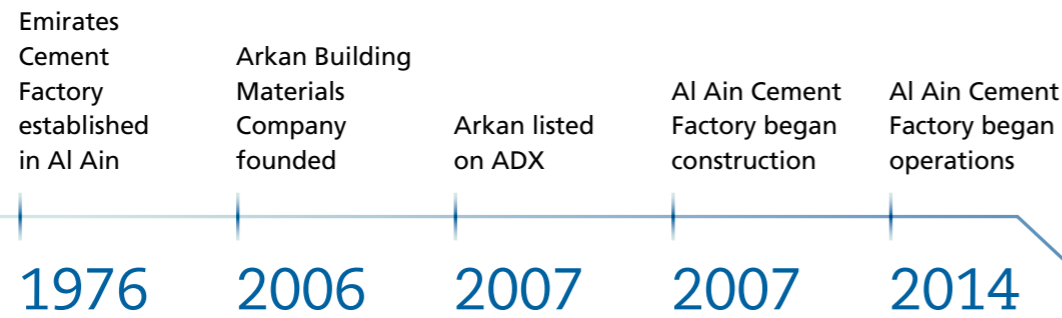 Emirates
Cement
Factory
established
in Al Ain
1976
Arkan Building
Materials
Company
founded
2006
Arkan listed
on ADX
2007
Al Ain Cement
Factory began
construction
2007
Al Ain Cement
Factory began
operations
2014